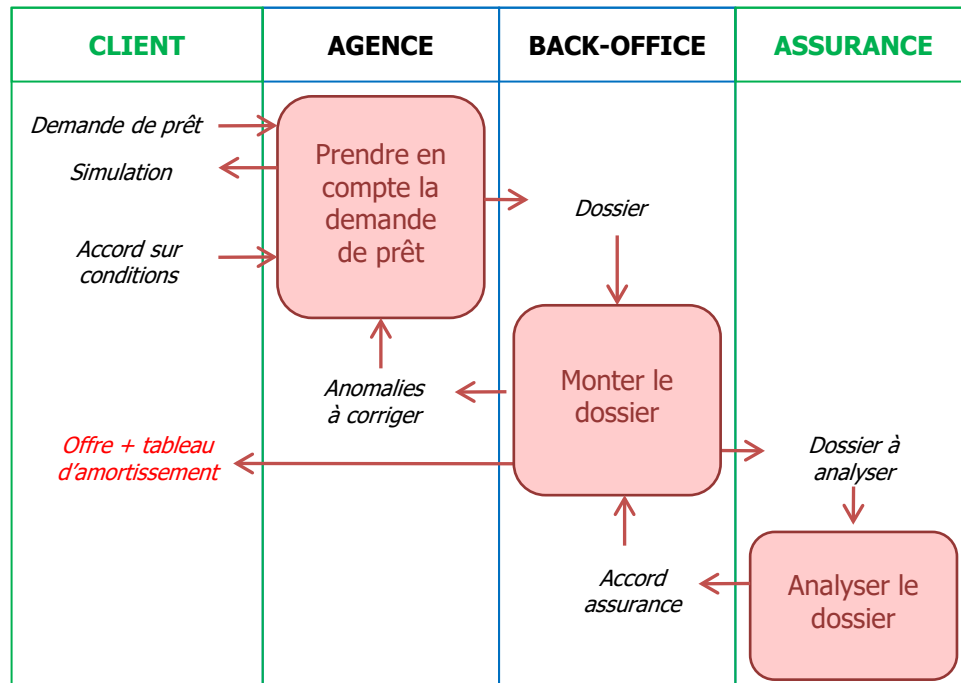 CLIENT
AGENCE
BACK-OFFICE
ASSURANCE
Demande de prêt
Simulation
Accord sur
conditions
Prendre en
compte la
demande
de prêt
Dossier
Monter le
dossier
Anomalies
à corriger
Offre + tableau
d’amortissement
Dossier à
analyser
Accord
assurance
Analyser le
dossier